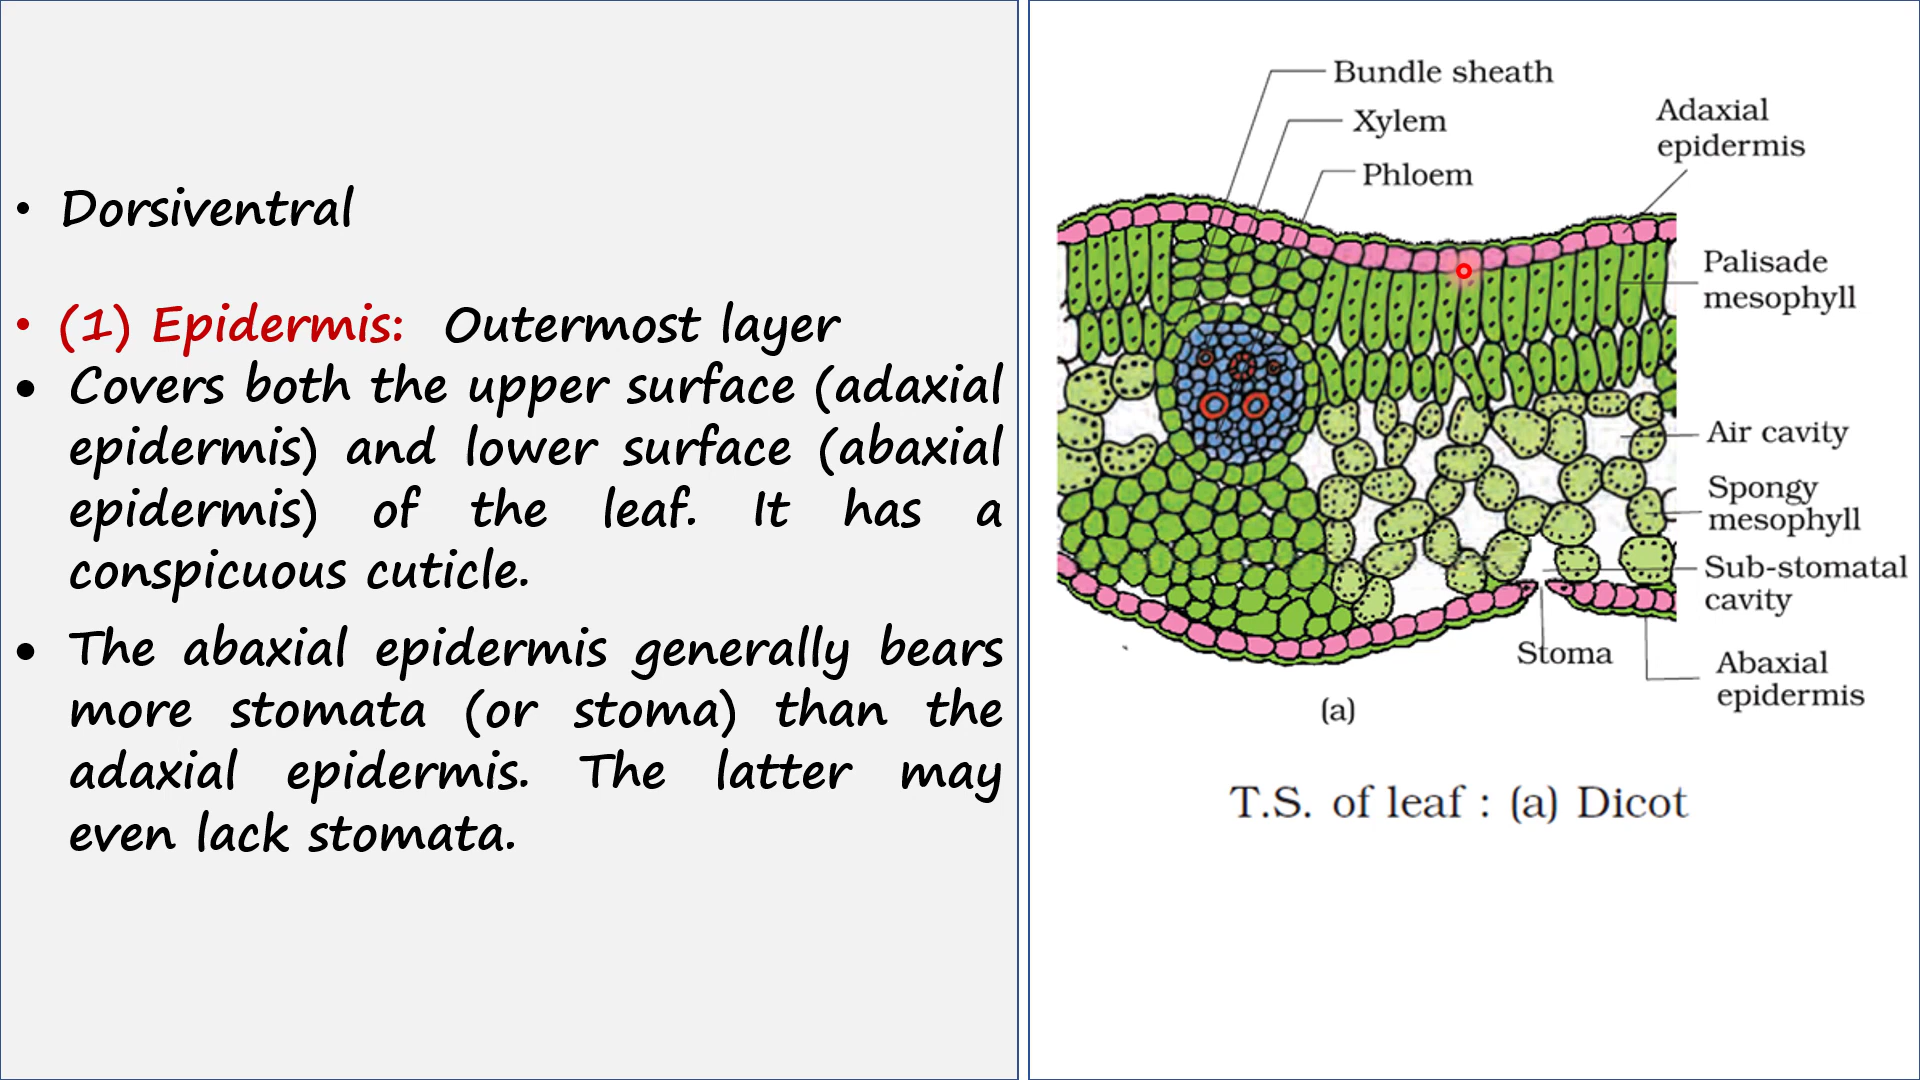 • Dorsiventral
• (1) Epidermis: Outermost layer
• Covers both the upper surface (adaxial
epidermis) and lower surface (abaxial
epidermis) of the leaf. It has a
conspicuous cuticle.
• The abaxial epidermis generally bears
more stomata (or stoma) than the
adaxial epidermis. The latter may
even lack stomata.
Bundle sheath
Xylem
Phloem
Adaxial
epidermis
Palisade
mesophyll
Air cavity
Spongy
mesophyll
Sub-stomatal
cavity
Stoma
Abaxial
epidermis
(a)
T.S. of leaf : (a) Dicot